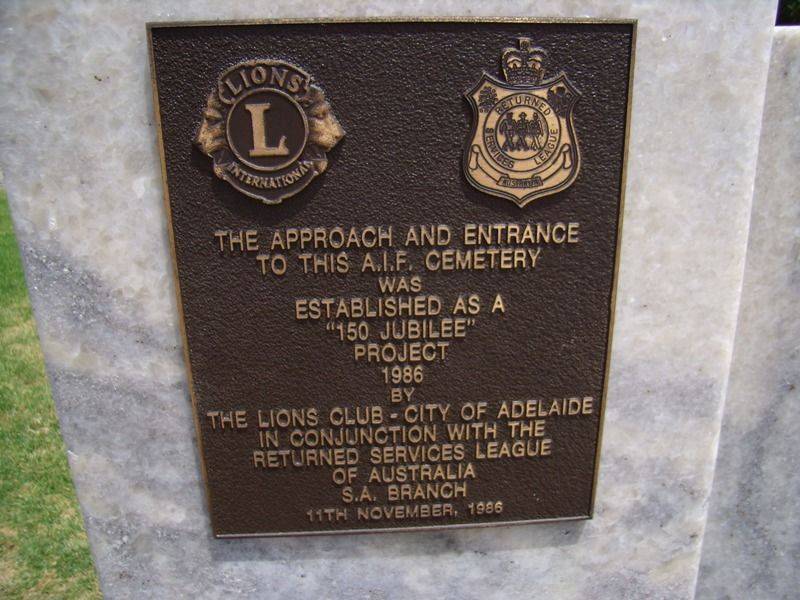 LIONS
L
INTERNATIONAL
RETURNED
SERVICES LEAGUE
AUSTRALIA
THE APPROACH AND ENTRANCE
TO THIS A.I.F. CEMETERY
WAS
ESTABLISHED AS A
"150 JUBILEE"
PROJECT
1986
BY
THE LIONS CLUB - CITY OF ADELAIDE
IN CONJUNCTION WITH THE
RETURNED SERVICES LEAGUE
OF AUSTRALIA
S.A. BRANCH
11TH NOVEMBER, 1986